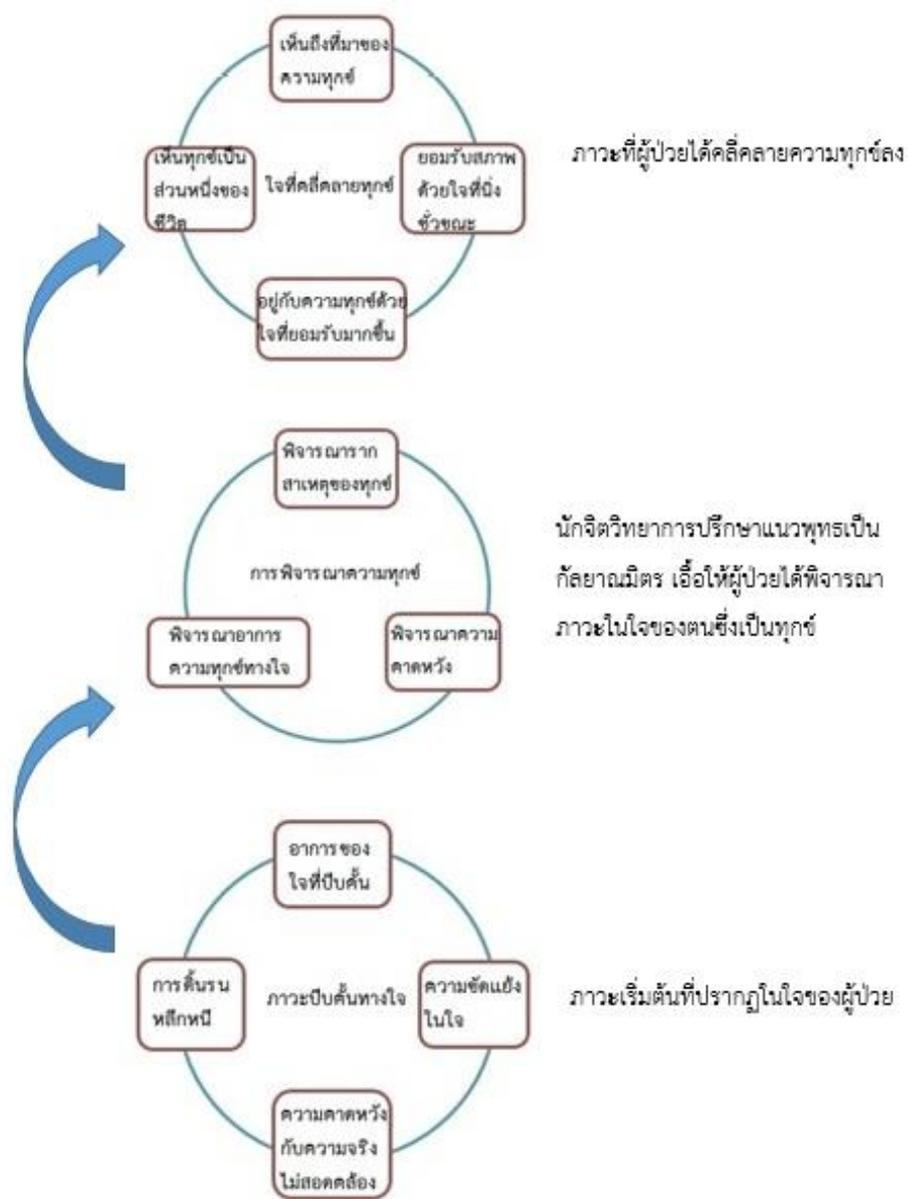 เห็นถึงที่มาของ
ความทุกข์
เห็นทุกข์เป็น
ส่วนหนึ่งของ
ชีวิต
ใจที่คลี่คลายทุกข์
ยอมรับสภาพ
ด้วยใจที่นิ่ง
ชั่วขณะ
ภาวะที่ผู้ป่วยได้คลี่คลายความทุกข์ลง
อยู่กับความทุกข์ด้วย
ใจที่ยอมรับมากขึ้น
พิจารณาราก
สาเหตุของทุกข์
การพิจารณาความทุกข์
นักจิตวิทยาการปรึกษาแนวพุทธเป็น
กัลยาณมิตร เอื้อให้ผู้ป่วยได้พิจารณา
ภาวะในใจของตนซึ่งเป็นทุกข์
พิจารณาอาการ
ความทุกข์ทางใจ
พิจารณาความ
คาดหวัง
อาการของ
ใจที่บีบคั้น
การดิ้นรน
หลีกหนี
ภาวะบีบคั้นทางใจ
ความขัดแย้ง
ในใจ
ภาวะเริ่มต้นที่ปรากฏในใจของผู้ป่วย
ความคาดหวัง
กับความจริง
ไม่สอดคล้อง